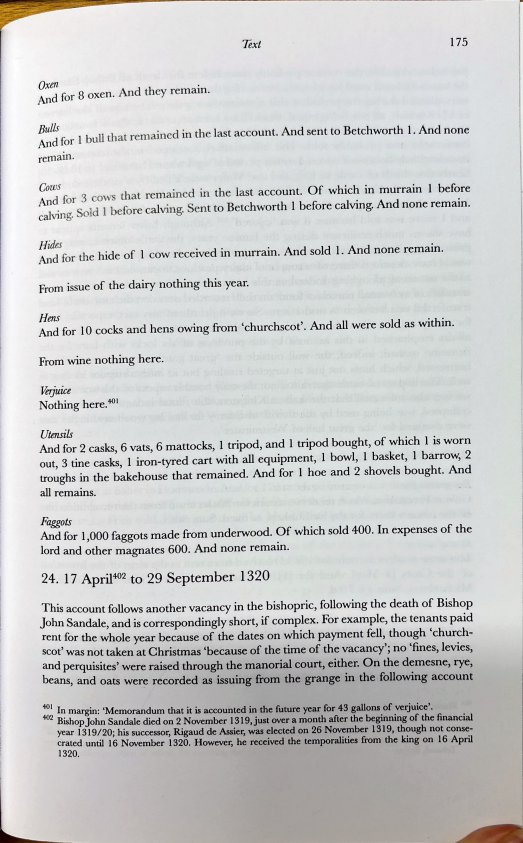 Text 175
Oxen
And for 8 oxen. And they remain.
Bulls
And for 1 bull that remained in the last account. And sent to Betchworth 1. And none
remain.
Cows
And for 3 cows that remained in the last account. Of which in murrain 1 before
calving. Sold 1 before calving. Sent to Betchworth 1 before calving. And none remain.
Hides
And for the hide of 1 cow received in murrain. And sold 1. And none remain.
From issue of the dairy nothing this year.
Hens
And for 10 cocks and hens owing from ‘churchscot’. And all were sold as within.
From wine nothing here.
Verjuice
Nothing here.⁴⁰¹
Utensils
And for 2 casks, 6 vats, 6 mattocks, 1 tripod, and 1 tripod bought, of which 1 is worn
out, 3 tine casks, 1 iron-tyred cart with all equipment, 1 bowl, 1 basket, 1 barrow, 2
troughs in the bakehouse that remained. And for 1 hoe and 2 shovels bought. And
all remains.
Faggots
And for 1,000 faggots made from underwood. Of which sold 400. In expenses of the
lord and other magnates 600. And none remain.
24. 17 April⁴⁰² to 29 September 1320
This account follows another vacancy in the bishopric, following the death of Bishop
John Sandale, and is correspondingly short, if complex. For example, the tenants paid
rent for the whole year because of the dates on which payment fell, though ‘church-
scot’ was not taken at Christmas ‘because of the time of the vacancy’; no ‘fines, levies,
and perquisites’ were raised through the manorial court, either. On the demesne, rye,
beans, and oats were recorded as issuing from the grange in the following account
⁴⁰¹ In margin: ‘Memorandum that it is accounted in the future year for 43 gallons of verjuice’.
⁴⁰² Bishop John Sandale died on 2 November 1319, just over a month after the beginning of the financial
year 1319/20; his successor, Rigaud de Assier, was elected on 26 November 1319, though not conse-
crated until 16 November 1320. However, he received the temporalities from the king on 16 April
1320.